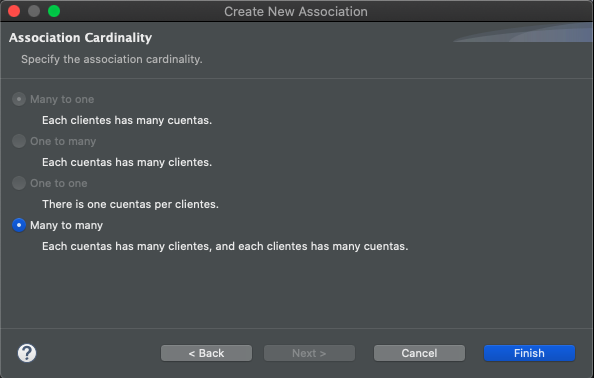 Create New Association
Association Cardinality
Specify the association cardinality.
Many to one
Each clientes has many cuentas.
One to many
Each cuentas has many clientes.
One to one
There is one cuentas per clientes.
Many to many
Each cuentas has many clientes, and each clientes has many cuentas.
?
< Back
Next >
Cancel
Finish